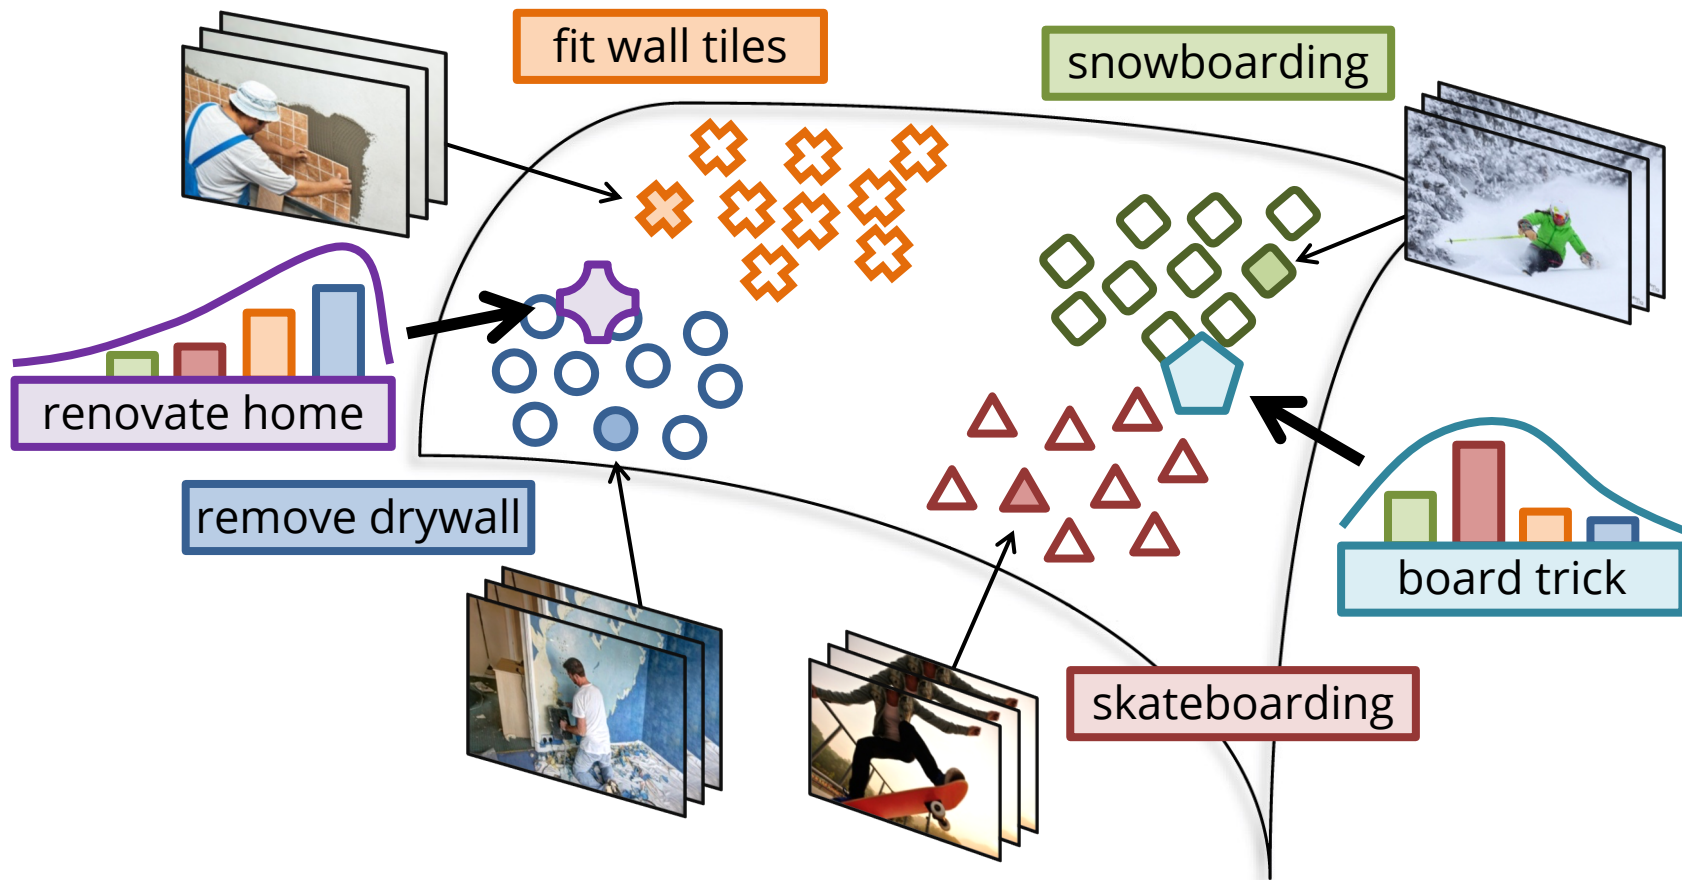 fit wall tiles
snowboarding
renovate home
remove drywall
board trick
skateboarding